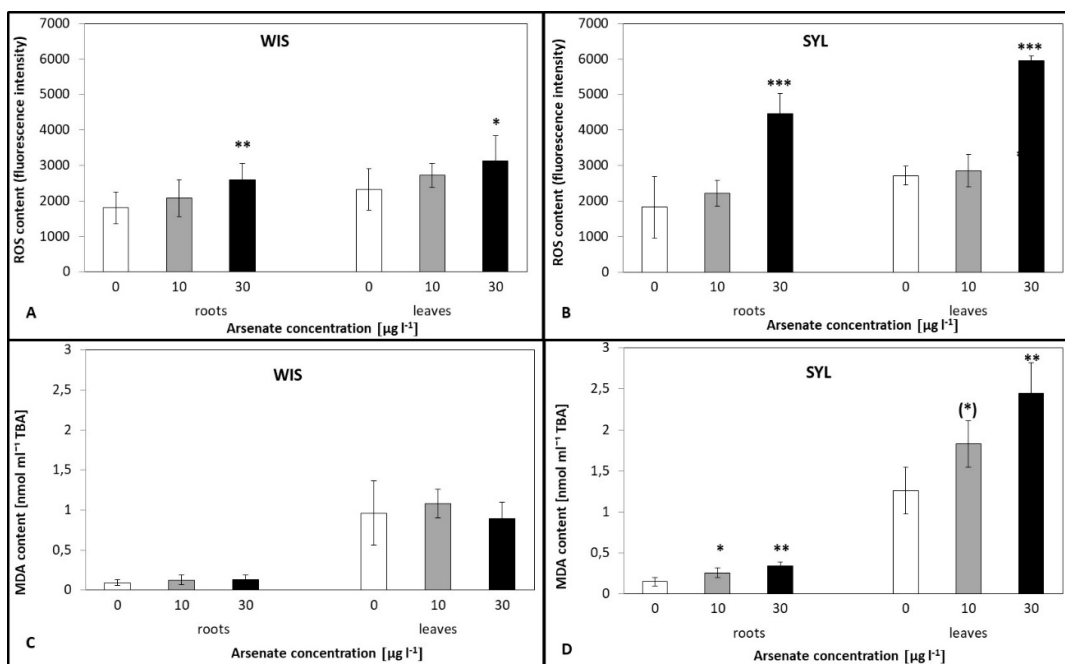 WIS
ROS content (fluorescence intensity)
7000
6000
5000
4000
3000
2000
1000
0
** *
0 10 30 0 10 30
roots leaves
A
Arsenate concentration [µg l⁻¹]
SYL
ROS content (fluorescence intensity)
7000
6000
5000
4000
3000
2000
1000
0
*** ***
0 10 30 0 10 30
roots leaves
B
Arsenate concentration [µg l⁻¹]
WIS
MDA content [nmol ml⁻¹ TBA]
3
2,5
2
1,5
1
0,5
0
0 10 30 0 10 30
roots leaves
C
Arsenate concentration [µg l⁻¹]
SYL
MDA content [nmol ml⁻¹ TBA]
3
2,5
2
1,5
1
0,5
0
* ** (*) **
0 10 30 0 10 30
roots leaves
D
Arsenate concentration [µg l⁻¹]